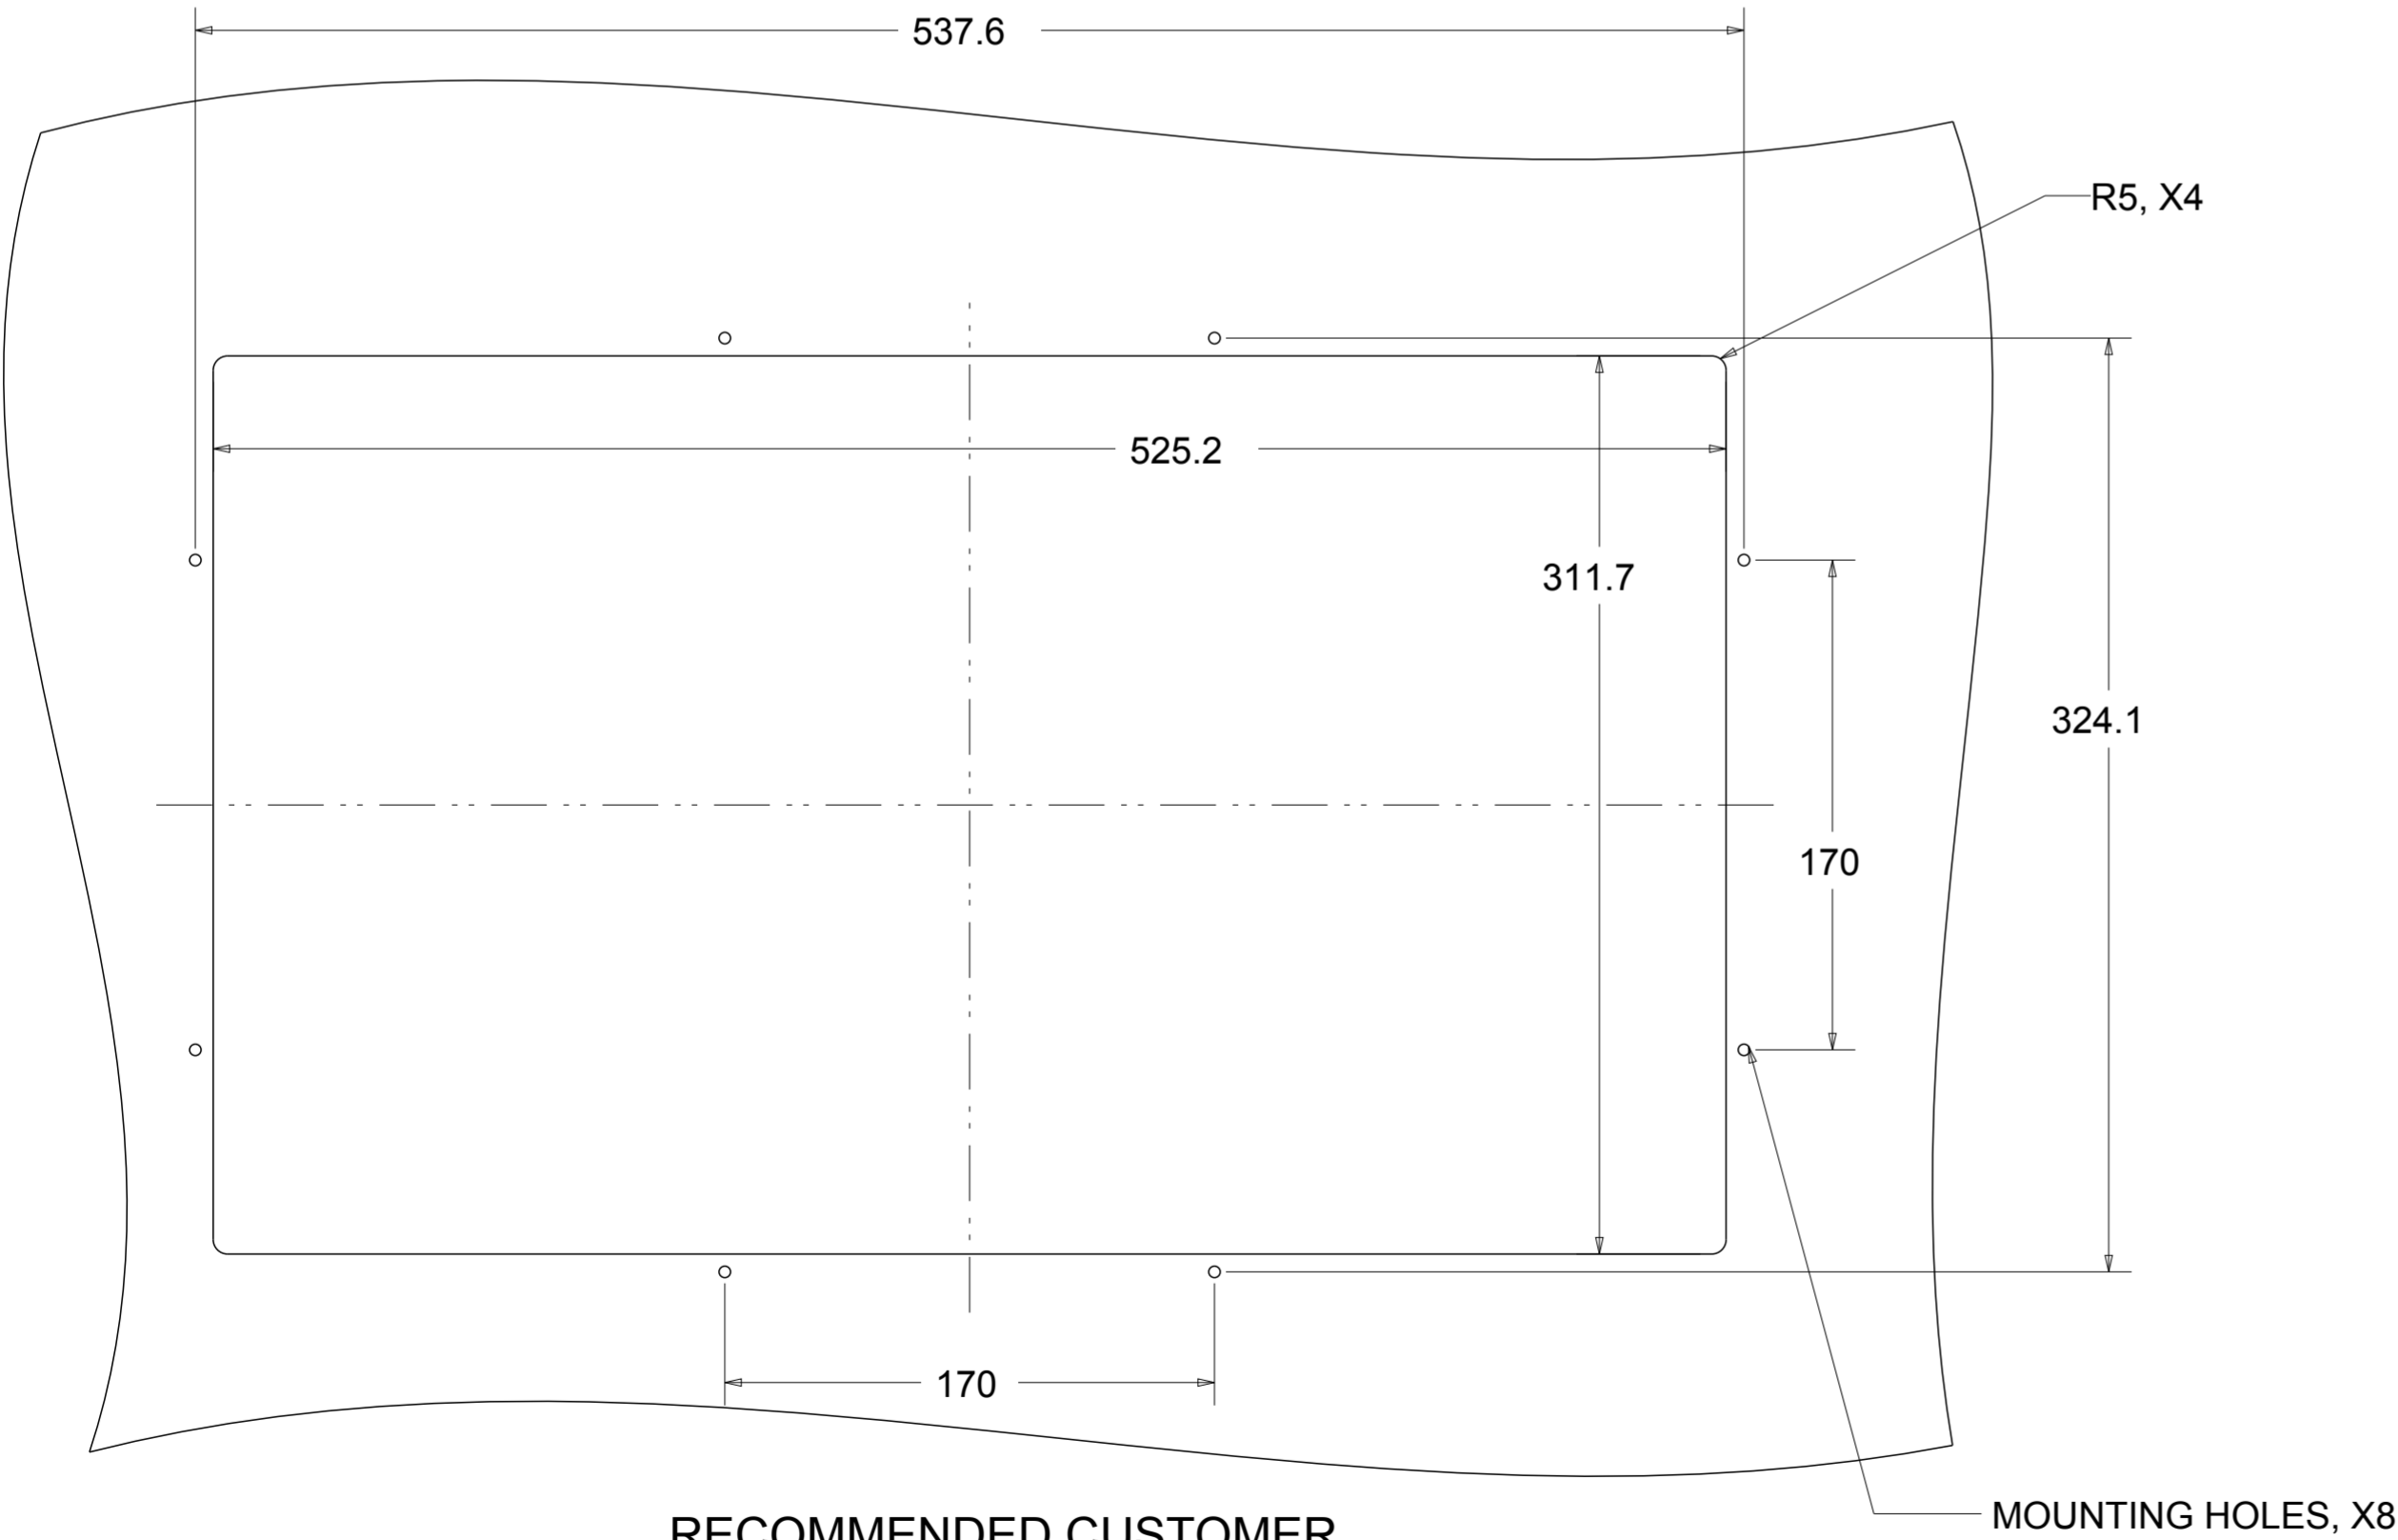 537.6
R5, X4
525.2
311.7
324.1
170
170
MOUNTING HOLES, X8
RECOMMENDED CUSTOMER